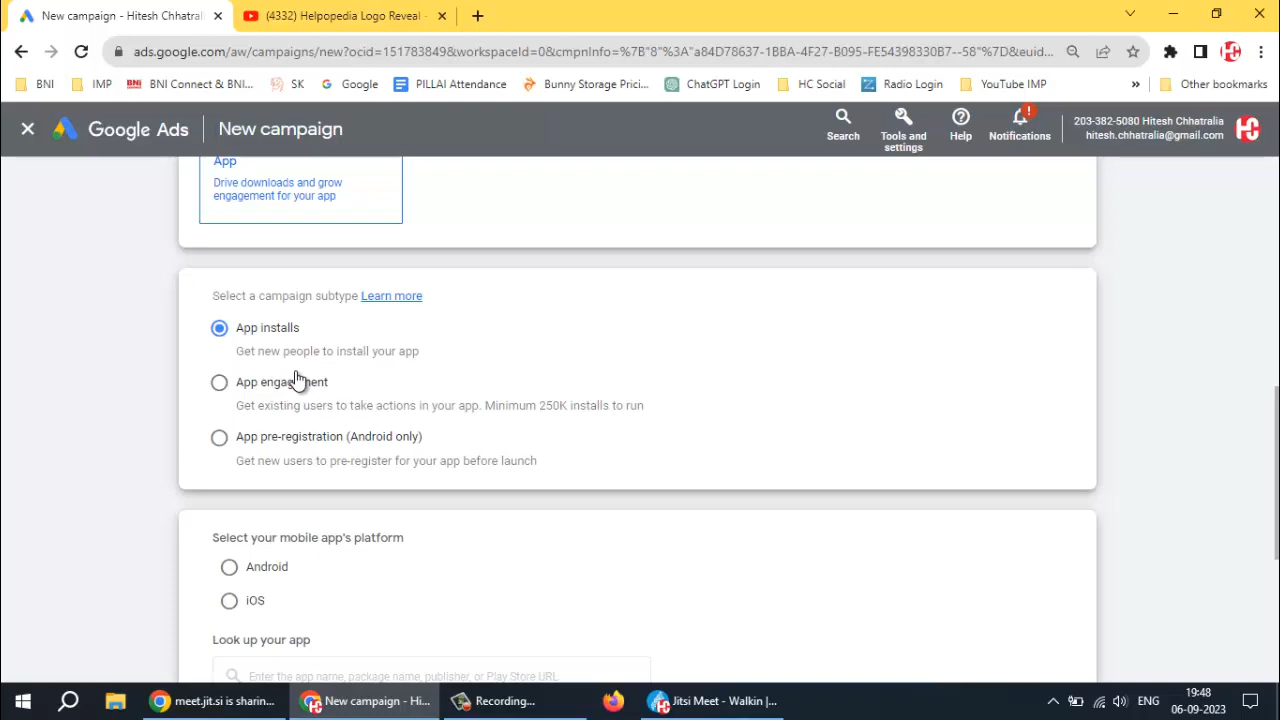 New campaign - Hitesh Chhatrali
(4332) Helpopedia Logo Reveal -
ads.google.com/aw/campaigns/new?ocid=151783849&workspaceId=0&cmpnInfo=%7B"8"%3A"a84D78637-1BBA-4F27-B095-FE5439830B7--58"%7D&euid...
BNI
IMP
BNI Connect & BNI...
SK
Google
PILLAI Attendance
Bunny Storage Prici...
ChatGPT Login
HC Social
Radio Login
YouTube IMP
»
Other bookmarks
Google Ads
New campaign
Search
Tools and settings
Help
Notifications
203-382-5080 Hitesh Chhatralia
hitesh.chhatralia@gmail.com
App
Drive downloads and grow
engagement for your app
Select a campaign subtype Learn more
App installs
Get new people to install your app
App engagement
Get existing users to take actions in your app. Minimum 250K installs to run
App pre-registration (Android only)
Get new users to pre-register for your app before launch
Select your mobile app's platform
Android
iOS
Look up your app
Enter the app name, package name, publisher, or Play Store URL
meet.jit.si is sharin...
New campaign - Hi...
Recording...
Jitsi Meet - Walkin |...
ENG
19:48
06-09-2023